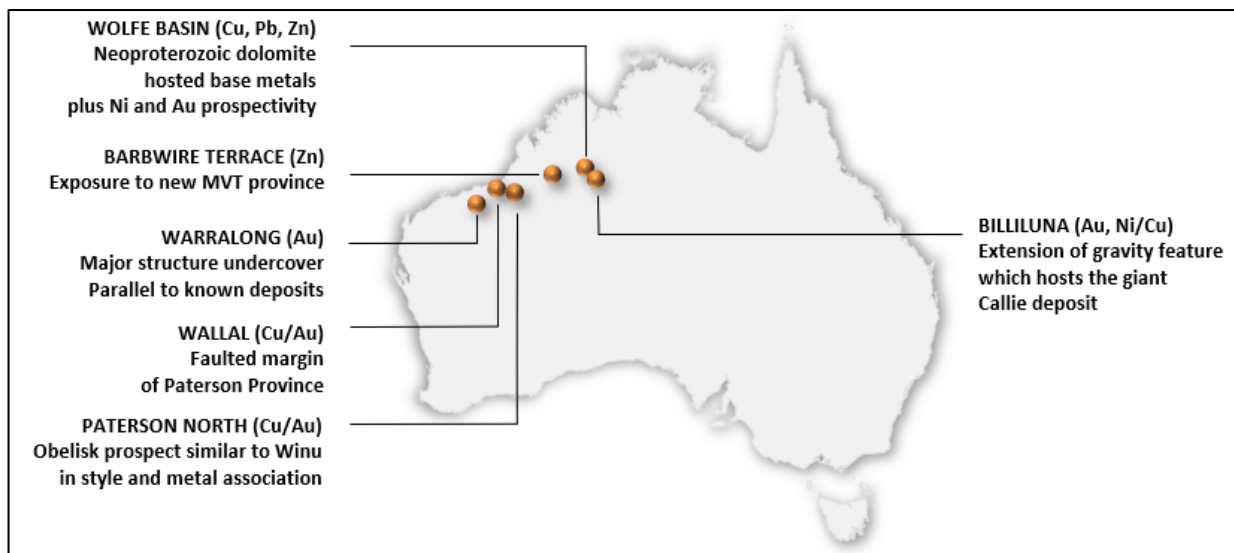 WOLFE BASIN (Cu, Pb, Zn)
Neoproterozoic dolomite
hosted base metals
plus Ni and Au prospectivity
BARBWIRE TERRACE (Zn)
Exposure to new MVT province
WARRALONG (Au)
Major structure undercover
Parallel to known deposits
WALLAL (Cu/Au)
Faulted margin
of Paterson Province
PATERSON NORTH (Cu/Au)
Obelisk prospect similar to Winu
in style and metal association
BILLILUNA (Au, Ni/Cu)
Extension of gravity feature
which hosts the giant
Callie deposit